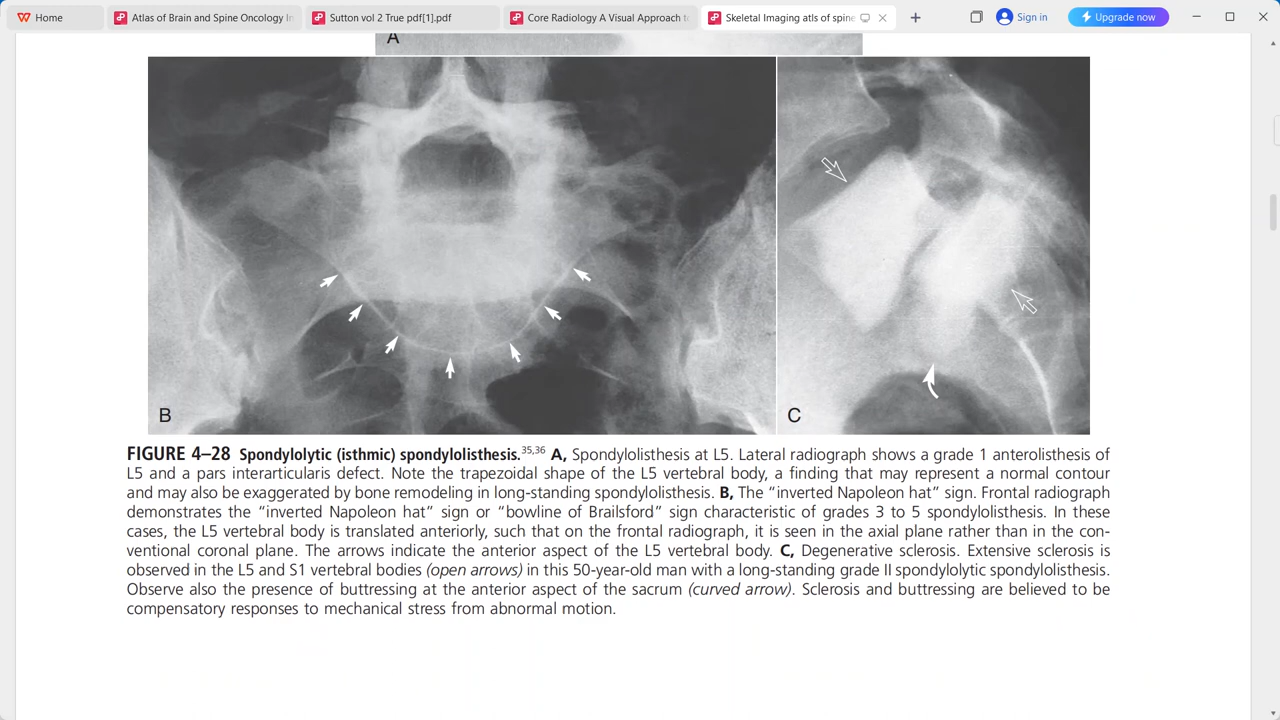 Home
Atlas of Brain and Spine Oncology I
Sutton vol 2 True pdf[1].pdf
Core Radiology A Visual Approach to
Skeletal Imaging atls of spine
Sign in
Upgrade now
A
B
C
FIGURE 4–28 Spondylolytic (isthmic) spondylolisthesis.35,36 A, Spondylolisthesis at L5. Lateral radiograph shows a grade 1 anterolisthesis of
L5 and a pars interarticularis defect. Note the trapezoidal shape of the L5 vertebral body, a finding that may represent a normal contour
and may also be exaggerated by bone remodeling in long-standing spondylolisthesis. B, The “inverted Napoleon hat” sign. Frontal radiograph
demonstrates the “inverted Napoleon hat” sign or “bowline of Brailsford” sign characteristic of grades 3 to 5 spondylolisthesis. In these
cases, the L5 vertebral body is translated anteriorly, such that on the frontal radiograph, it is seen in the axial plane rather than in the con-
ventional coronal plane. The arrows indicate the anterior aspect of the L5 vertebral body. C, Degenerative sclerosis. Extensive sclerosis is
observed in the L5 and S1 vertebral bodies (open arrows) in this 50-year-old man with a long-standing grade II spondylolytic spondylolisthesis.
Observe also the presence of buttressing at the anterior aspect of the sacrum (curved arrow). Sclerosis and buttressing are believed to be
compensatory responses to mechanical stress from abnormal motion.